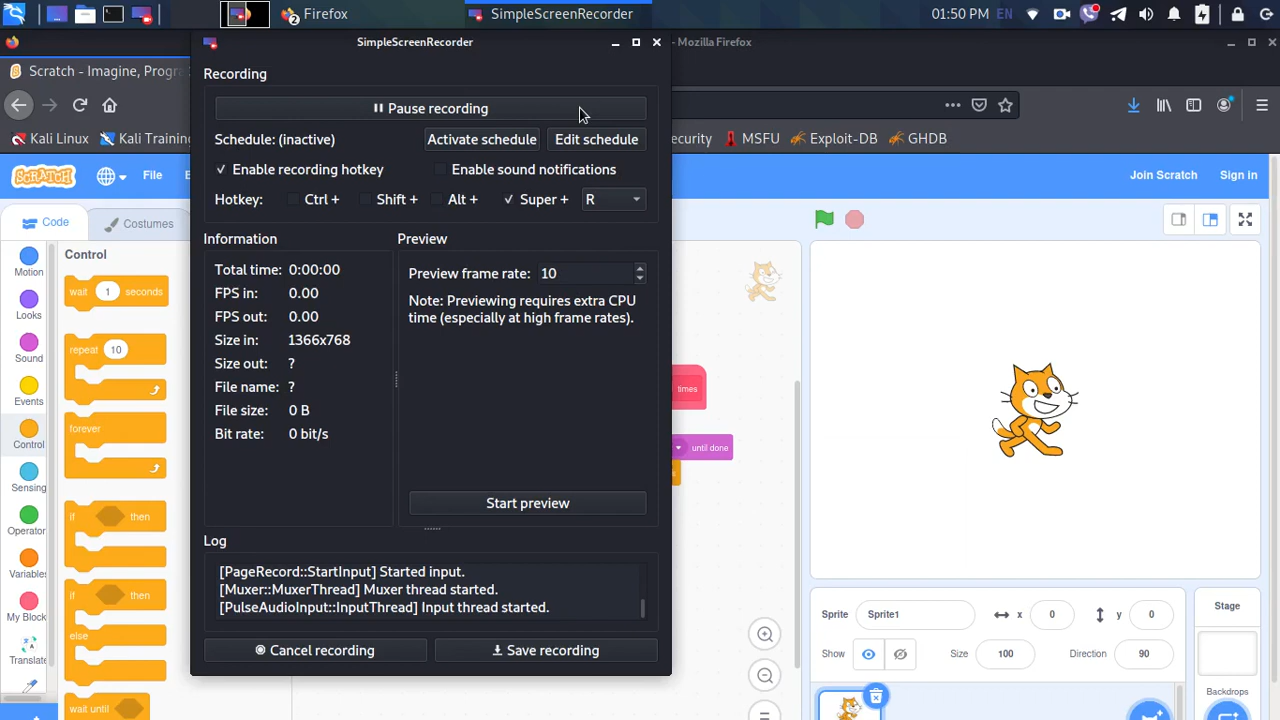 Firefox
2
SimpleScreenRecorder
01:50 PM
EN
SimpleScreenRecorder
- Mozilla Firefox
Scratch - Imagine, Progra
Recording
Pause recording
Kali Linux
Kali Training
ecurity
MSFU
Exploit-DB
GHDB
Schedule: (inactive)
Activate schedule
Edit schedule
Enable recording hotkey
Enable sound notifications
SCRATCH
File
E
Join Scratch
Sign in
Hotkey:
Ctrl +
Shift +
Alt +
Super +
R
Code
Costumes
Information
Preview
Control
Motion
Looks
Sound
Events
Control
Sensing
Operator
Variables
My Block
Translate
wait 1 seconds
repeat 10
forever
if then
if then
else
wait until
Total time: 0:00:00
FPS in: 0.00
FPS out: 0.00
Size in: 1366x768
Size out: ?
File name: ?
File size: 0 B
Bit rate: 0 bit/s
Preview frame rate: 10
Note: Previewing requires extra CPU
time (especially at high frame rates).
Start preview
times
until done
Log
[PageRecord::StartInput] Started input.
[Muxer::MuxerThread] Muxer thread started.
[PulseAudioInput::InputThread] Input thread started.
Cancel recording
Save recording
Sprite
Sprite1
x
0
y
0
Show
Size
100
Direction
90
Stage
Backdrops